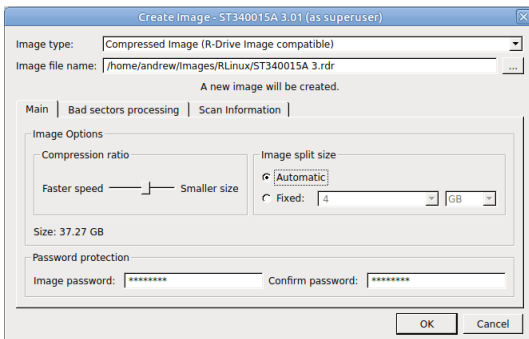 Create Image - ST340015A 3.01 (as superuser)
Image type: Compressed Image (R-Drive Image compatible)
Image file name: /home/andrew/Images/RLinux/ST340015A 3.rdr ...
A new image will be created.
Main Bad sectors processing Scan Information
Image Options
Compression ratio Image split size
Faster speed Smaller size Automatic
Fixed: 4 GB
Size: 37.27 GB
Password protection
Image password: ******** Confirm password: ********
OK Cancel